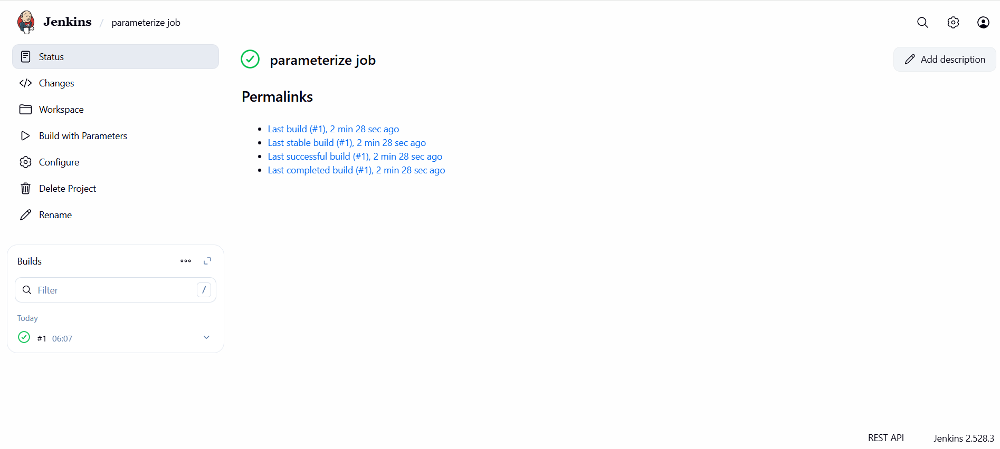 Jenkins / parameterize job
Status
Changes
Workspace
Build with Parameters
Configure
Delete Project
Rename
Builds
Filter /
Today
#1 06:07
parameterize job
Add description
Permalinks
Last build (#1), 2 min 28 sec ago
Last stable build (#1), 2 min 28 sec ago
Last successful build (#1), 2 min 28 sec ago
Last completed build (#1), 2 min 28 sec ago
REST API Jenkins 2.528.3